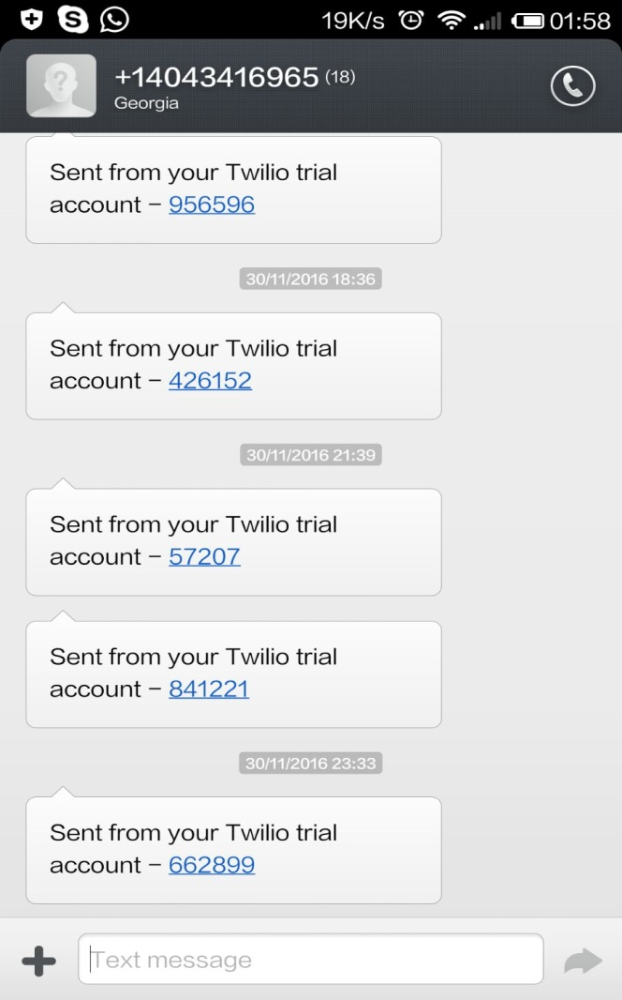 19K/s 01:58
+14043416965 (18)
Georgia
Sent from your Twilio trial
account – 956596
30/11/2016 18:36
Sent from your Twilio trial
account – 426152
30/11/2016 21:39
Sent from your Twilio trial
account – 57207
Sent from your Twilio trial
account – 841221
30/11/2016 23:33
Sent from your Twilio trial
account – 662899
Text message